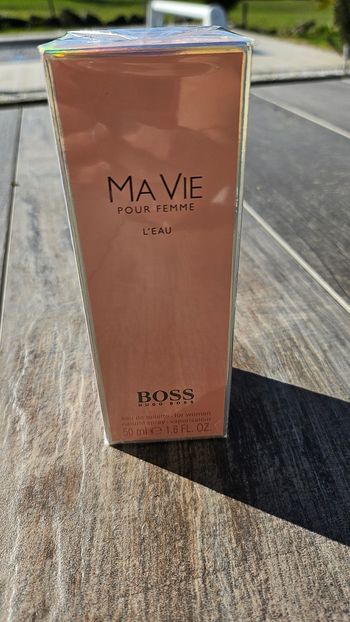 MA VIE
POUR FEMME
L'EAU
BOSS
HUGO BOSS
eau de toilette - for women
natural spray - vaporisateur
50 ml ℮ 1.6 FL. OZ.